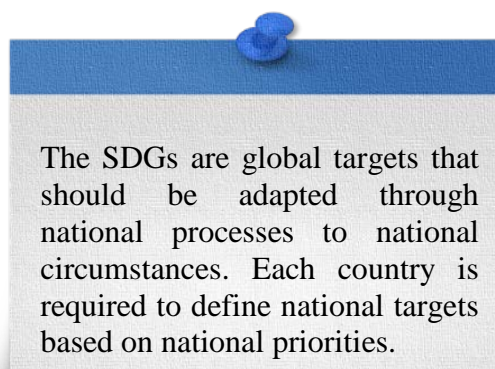 The SDGs are global targets that
should be adapted through
national processes to national
circumstances. Each country is
required to define national targets
based on national priorities.